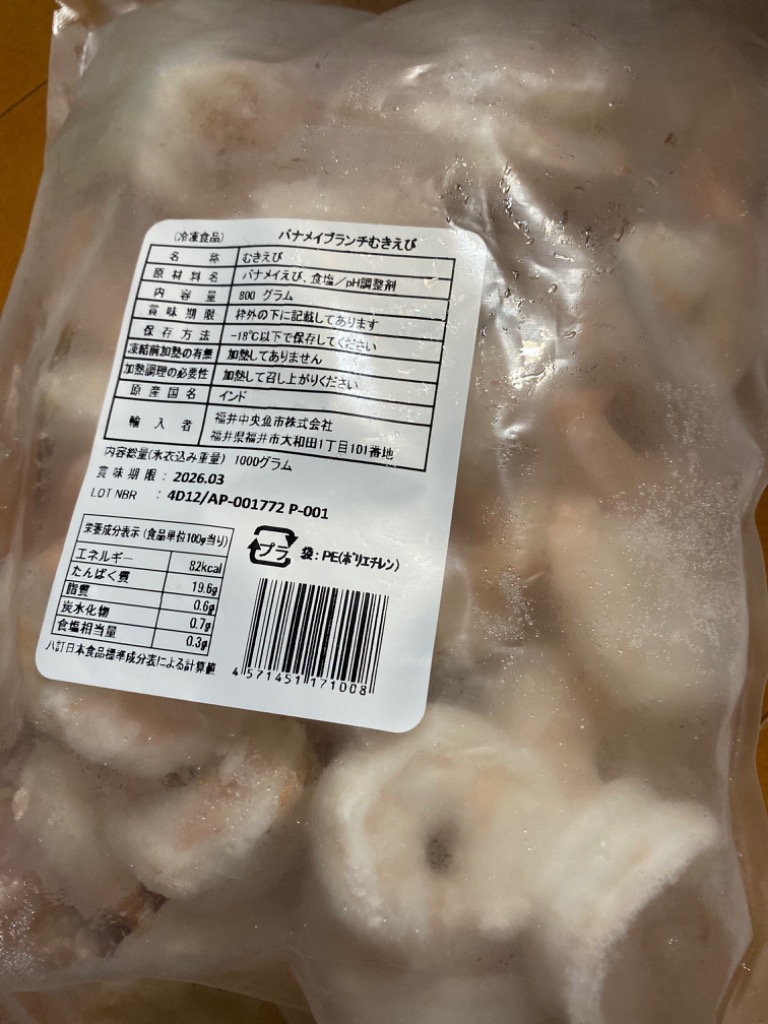 (冷凍食品) バナメイブランチむきえび
名称 むきえび
原材料名 バナメイえび、食塩/pH調整剤
内容量 800 グラム
賞味期限 枠外の下に記載してあります
保存方法 -18℃以下で保存してください
凍結前加熱の有無 加熱してありません
加熱調理の必要性 加熱して召し上がりください
原産国名 インド
輸入者 福井中央魚市株式会社
福井県福井市大和田1丁目101番地
内容総量(氷衣込み重量) 1000グラム
賞味期限 : 2026.03
LOT NBR : 4D12/AP-001772 P-001
栄養成分表示(食品単位100g当り)
エネルギー 82kcal
たんぱく質 19.6g
脂質 0.6g
炭水化物 0.7g
食塩相当量 0.3g
八訂日本食品標準成分表による計算値
プラ 袋:PE(ポリエチレン)
4 571451 171008